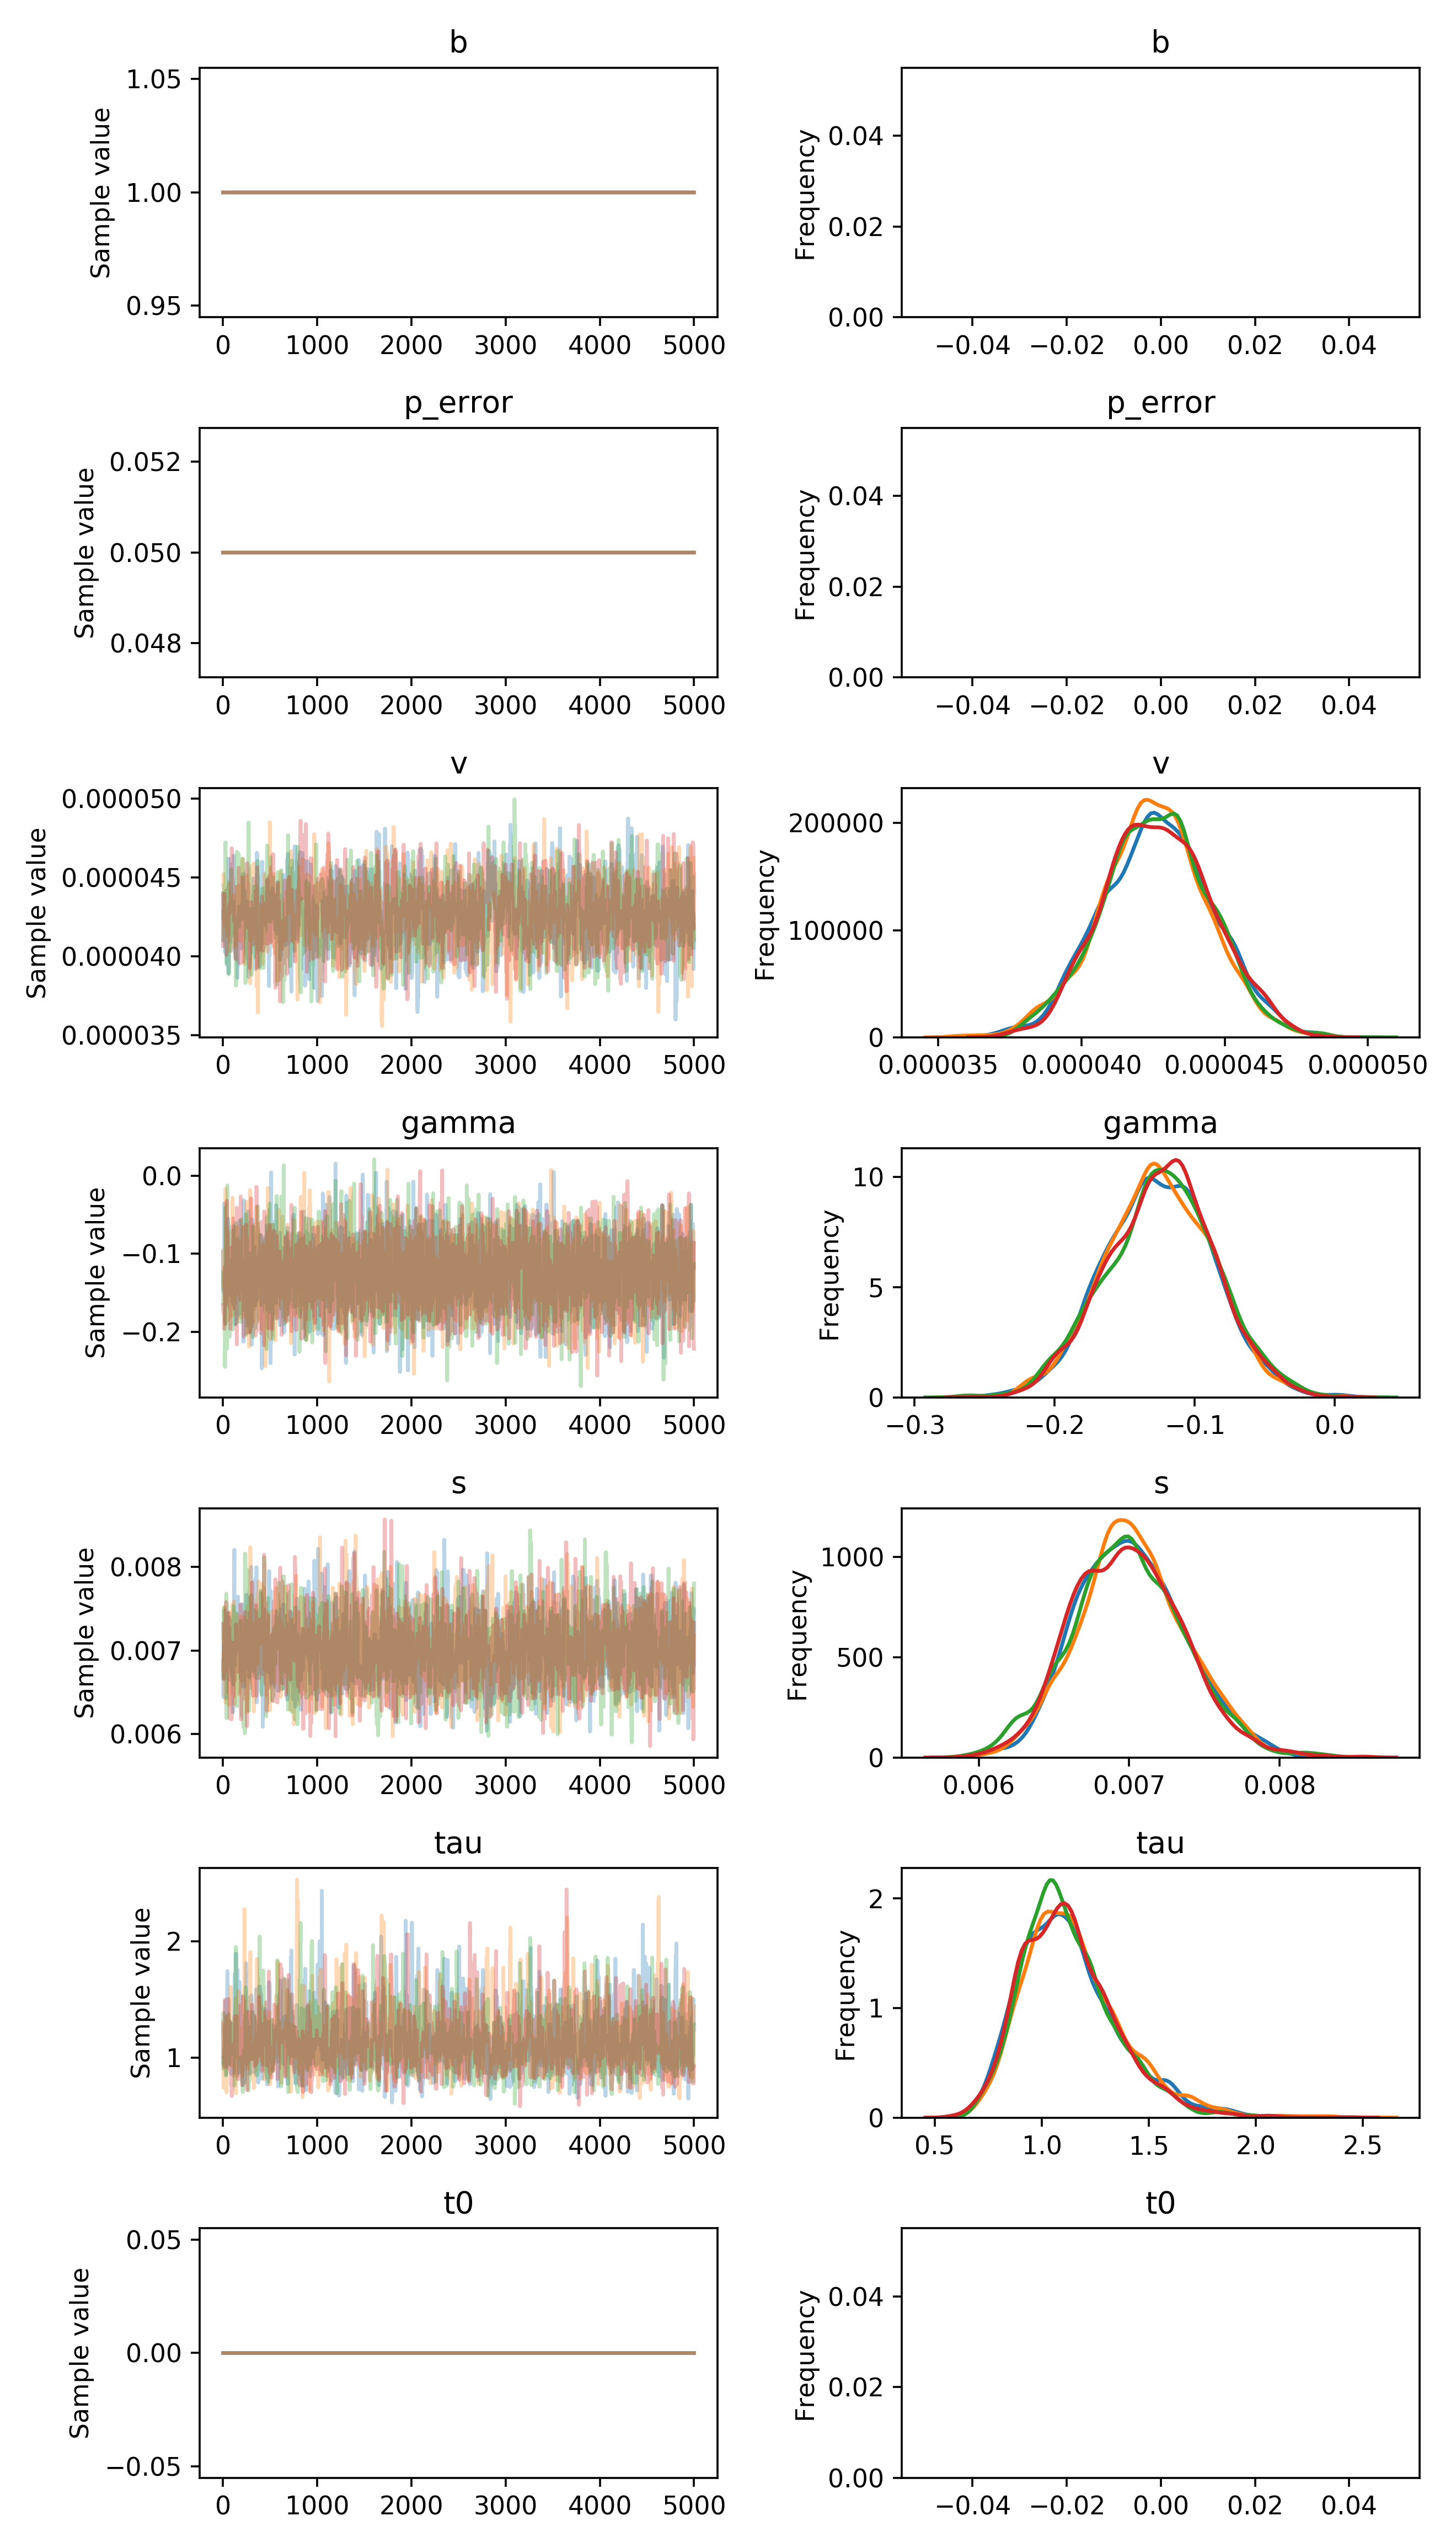 b
b
Sample value
1.05
1.00
0.95
0 1000 2000 3000 4000 5000
Frequency
0.04
0.02
0.00
−0.04 −0.02 0.00 0.02 0.04
p_error
p_error
Sample value
0.052
0.050
0.048
0 1000 2000 3000 4000 5000
Frequency
0.04
0.02
0.00
−0.04 −0.02 0.00 0.02 0.04
v
v
Sample value
0.000050
0.000045
0.000040
0.000035
0 1000 2000 3000 4000 5000
Frequency
200000
100000
0
0.000035 0.000040 0.000045 0.000050
gamma
gamma
Sample value
0.0
−0.1
−0.2
0 1000 2000 3000 4000 5000
Frequency
10
5
0
−0.3 −0.2 −0.1 0.0
s
s
Sample value
0.008
0.007
0.006
0 1000 2000 3000 4000 5000
Frequency
1000
500
0
0.006 0.007 0.008
tau
tau
Sample value
2
1
0 1000 2000 3000 4000 5000
Frequency
2
1
0
0.5 1.0 1.5 2.0 2.5
t0
t0
Sample value
0.05
0.00
−0.05
0 1000 2000 3000 4000 5000
Frequency
0.04
0.02
0.00
−0.04 −0.02 0.00 0.02 0.04